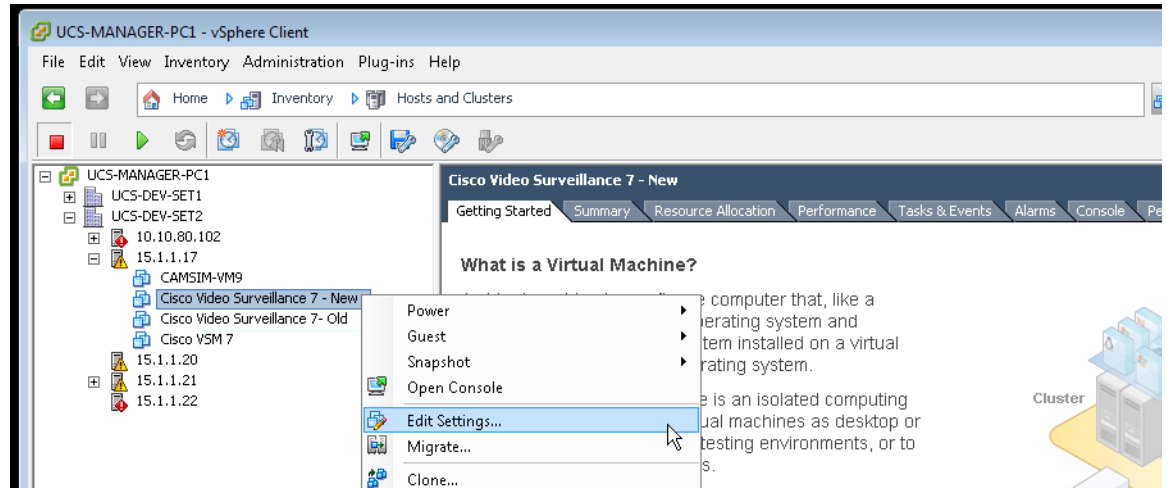 UCS-MANAGER-PC1 - vSphere Client
File Edit View Inventory Administration Plug-ins Help
Home Inventory Hosts and Clusters
UCS-MANAGER-PC1
UCS-DEV-SET1
UCS-DEV-SET2
10.10.80.102
15.1.1.17
CAMSIM-VM9
Cisco Video Surveillance 7 - New
Cisco Video Surveillance 7- Old
Cisco VSM 7
15.1.1.20
15.1.1.21
15.1.1.22
Cisco Video Surveillance 7 - New
Getting Started Summary Resource Allocation Performance Tasks & Events Alarms Console
What is a Virtual Machine?
computer that, like a
system and
installed on a virtual
system.
is an isolated computing
machines as desktop or
testing environments, or to
Power
Guest
Snapshot
Open Console
Edit Settings...
Migrate...
Clone...
Cluster